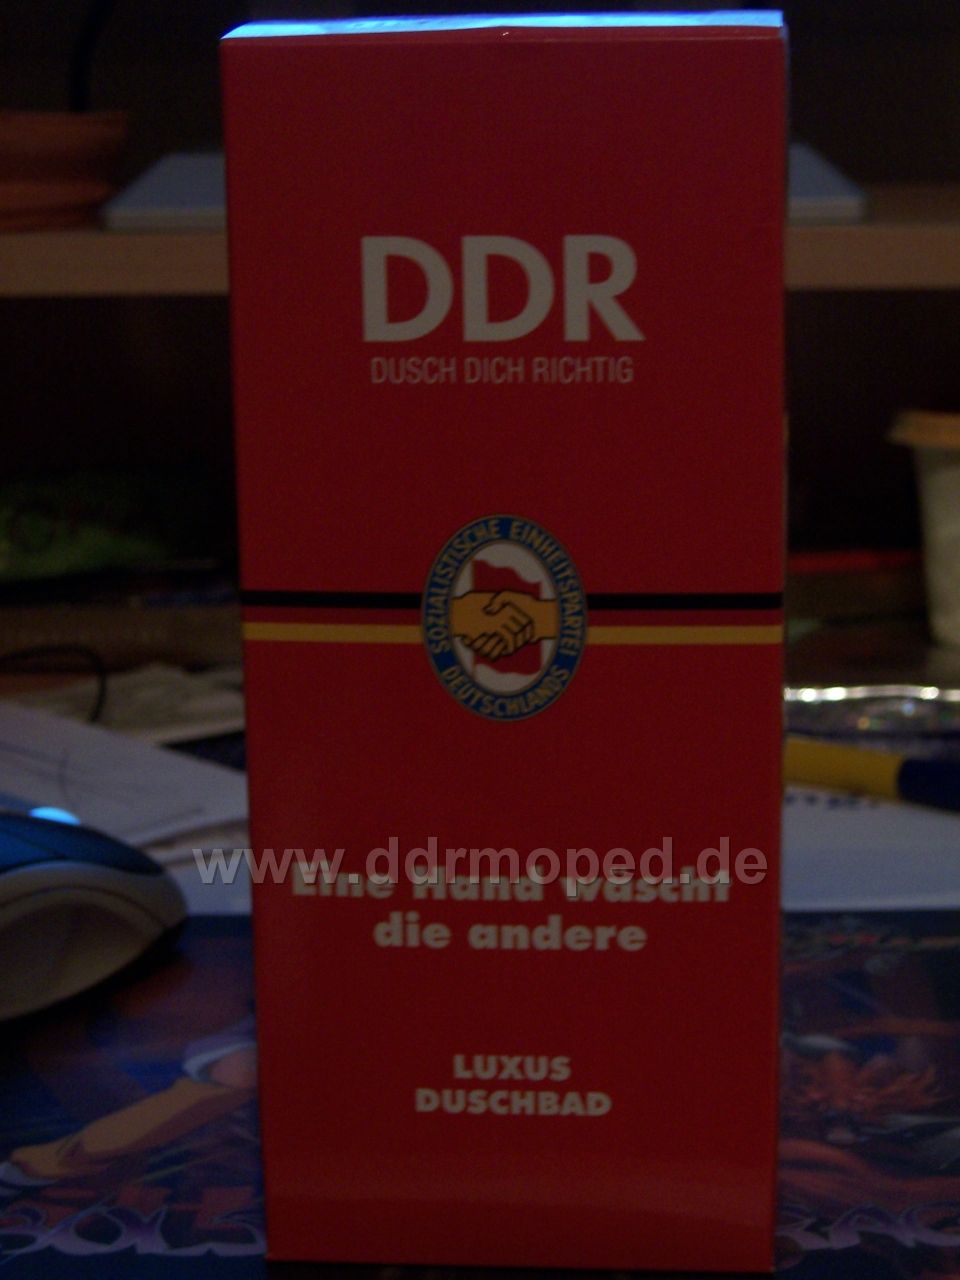 DDR
DUSCH DICH RICHTIG
SOZIALISTISCHE EINHEITSPARTEI
DEUTSCHLANDS
www.ddrmoped.de
Eine Hand wäscht
die andere
LUXUS
DUSCHBAD